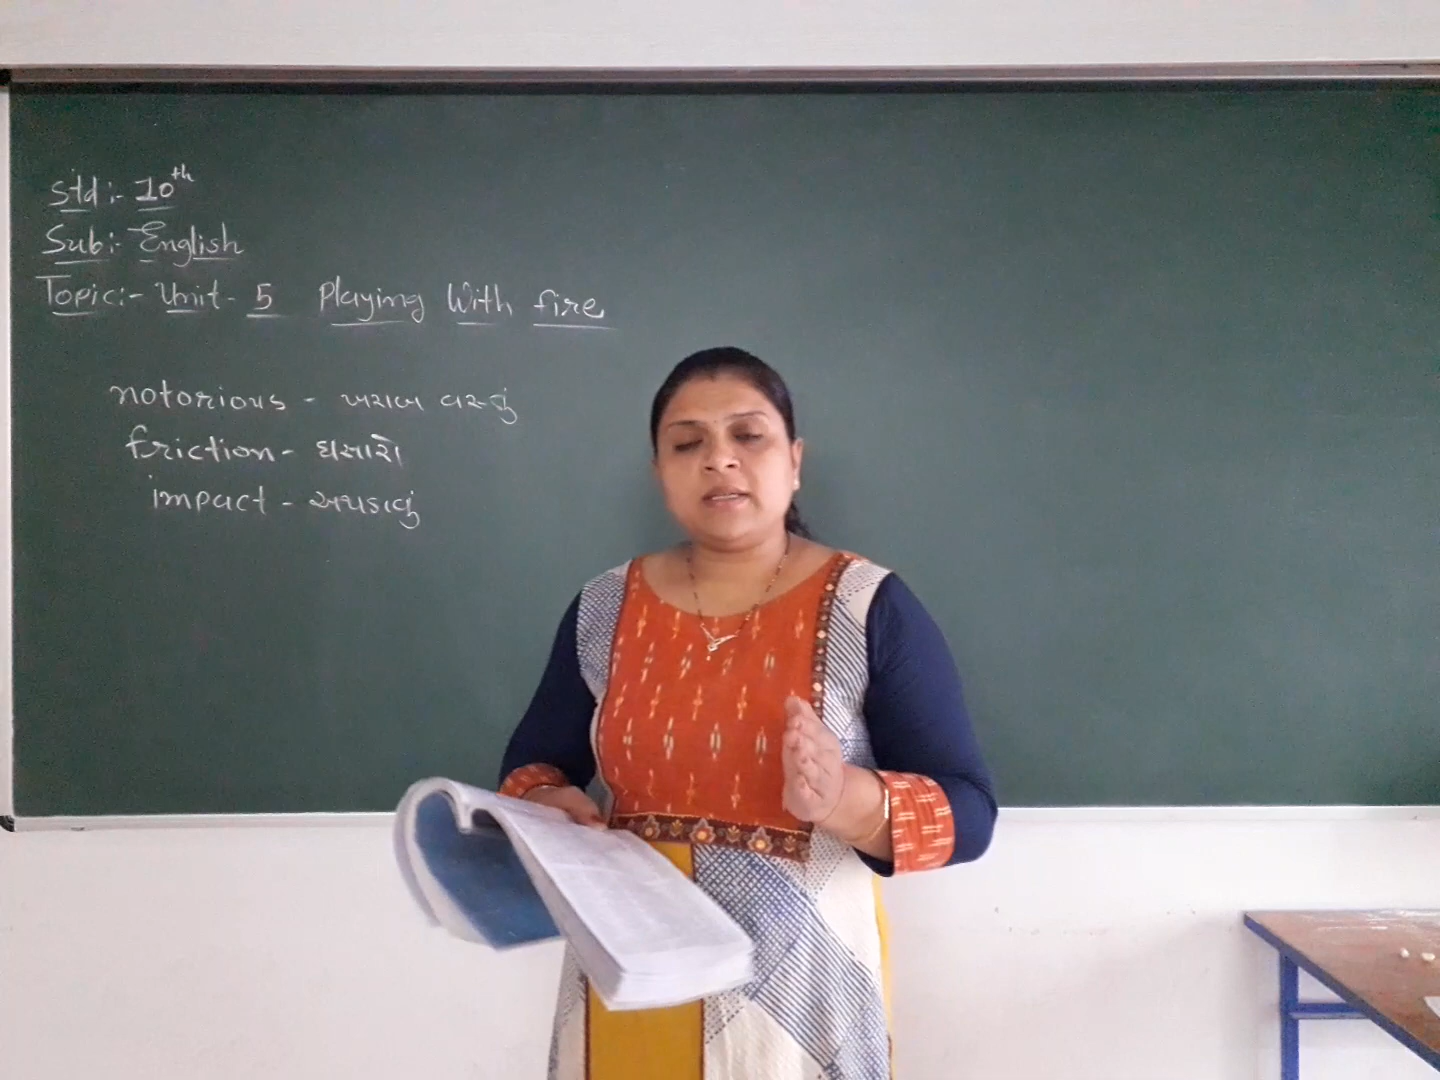 Std :- 10th
Sub :- English
Topic :- Unit - 5 Playing With fire
notorious - ખરાબ વસ્તું
friction - ઘસારો
impact - અથડાવું